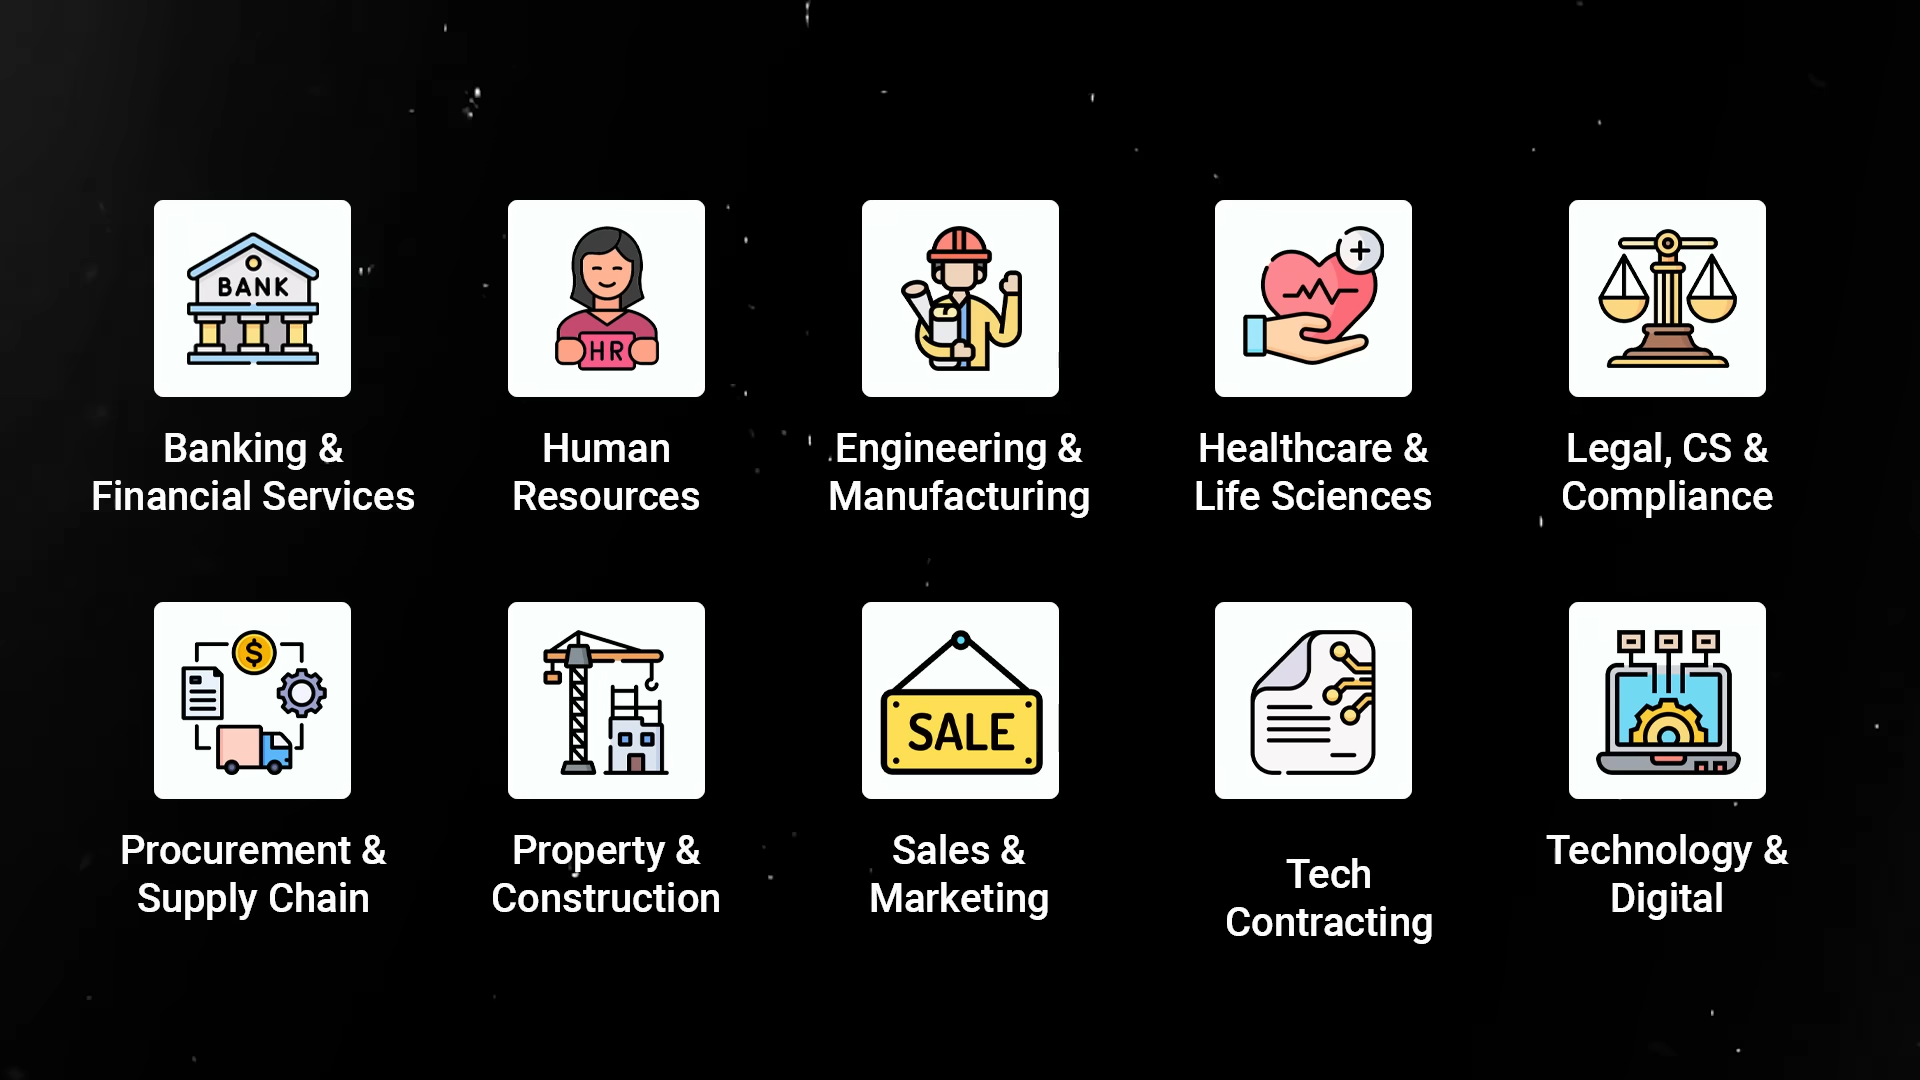 BANK
Banking &
Financial Services
HR
Human
Resources
Engineering &
Manufacturing
Healthcare &
Life Sciences
Legal, CS &
Compliance
$
Procurement &
Supply Chain
Property &
Construction
SALE
Sales &
Marketing
Tech
Contracting
Technology &
Digital